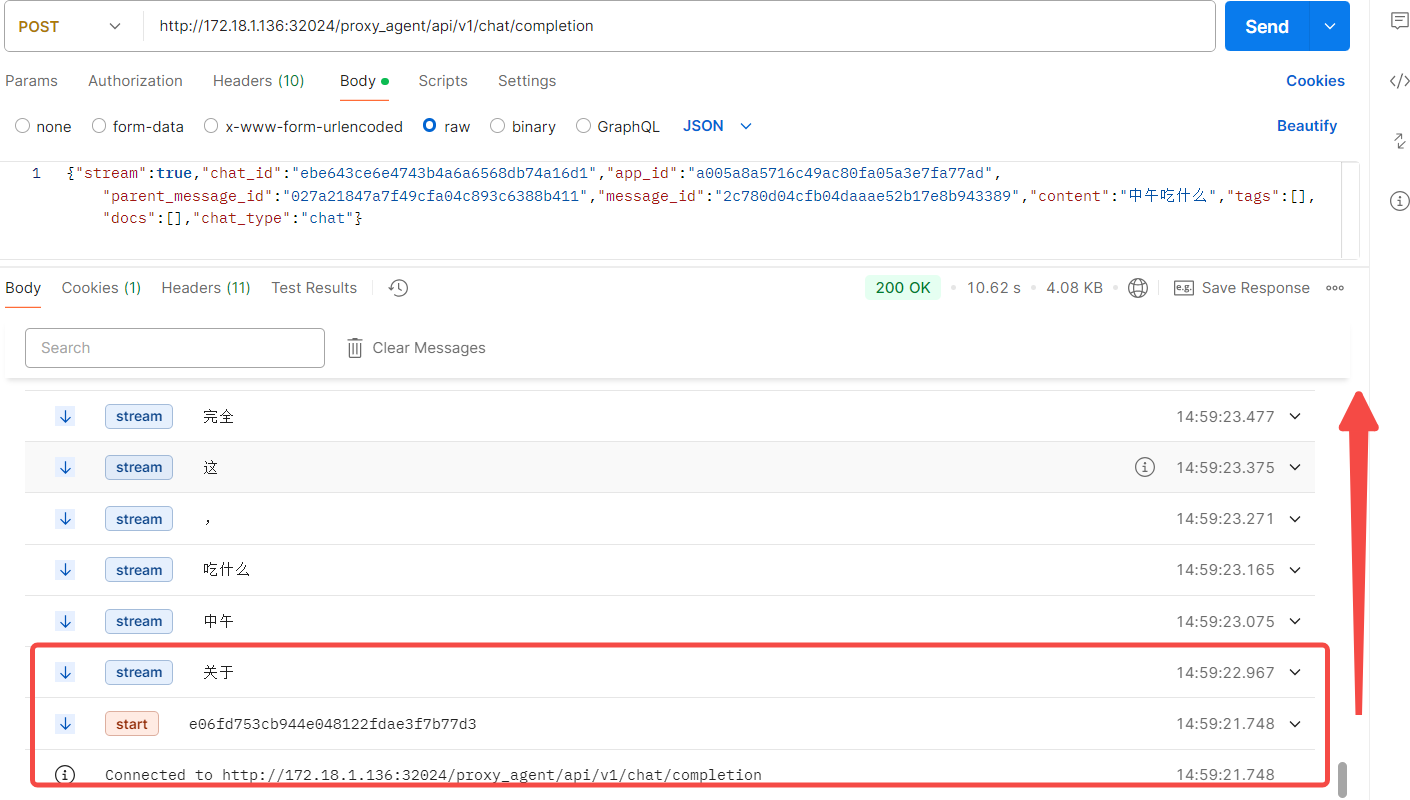 POST
http://172.18.1.136:32024/proxy_agent/api/v1/chat/completion
Send
Params Authorization Headers (10) Body Scripts Settings Cookies
none form-data x-www-form-urlencoded raw binary GraphQL JSON Beautify
1 {"stream":true,"chat_id":"ebe643ce6e4743b4a6a6568db74a16d1","app_id":"a005a8a5716c49ac80fa05a3e7fa77ad",
"parent_message_id":"027a21847a7f49cfa04c893c6388b411","message_id":"2c780d04cfb04daaae52b17e8b943389","content":"中午吃什么","tags":[],
"docs":[],"chat_type":"chat"}
Body Cookies (1) Headers (11) Test Results 200 OK 10.62 s 4.08 KB e.g. Save Response
Search Clear Messages
stream 完全 14:59:23.477
stream 这 14:59:23.375
stream ， 14:59:23.271
stream 吃什么 14:59:23.165
stream 中午 14:59:23.075
stream 关于 14:59:22.967
start e06fd753cb944e048122fdae3f7b77d3 14:59:21.748
Connected to http://172.18.1.136:32024/proxy_agent/api/v1/chat/completion 14:59:21.748